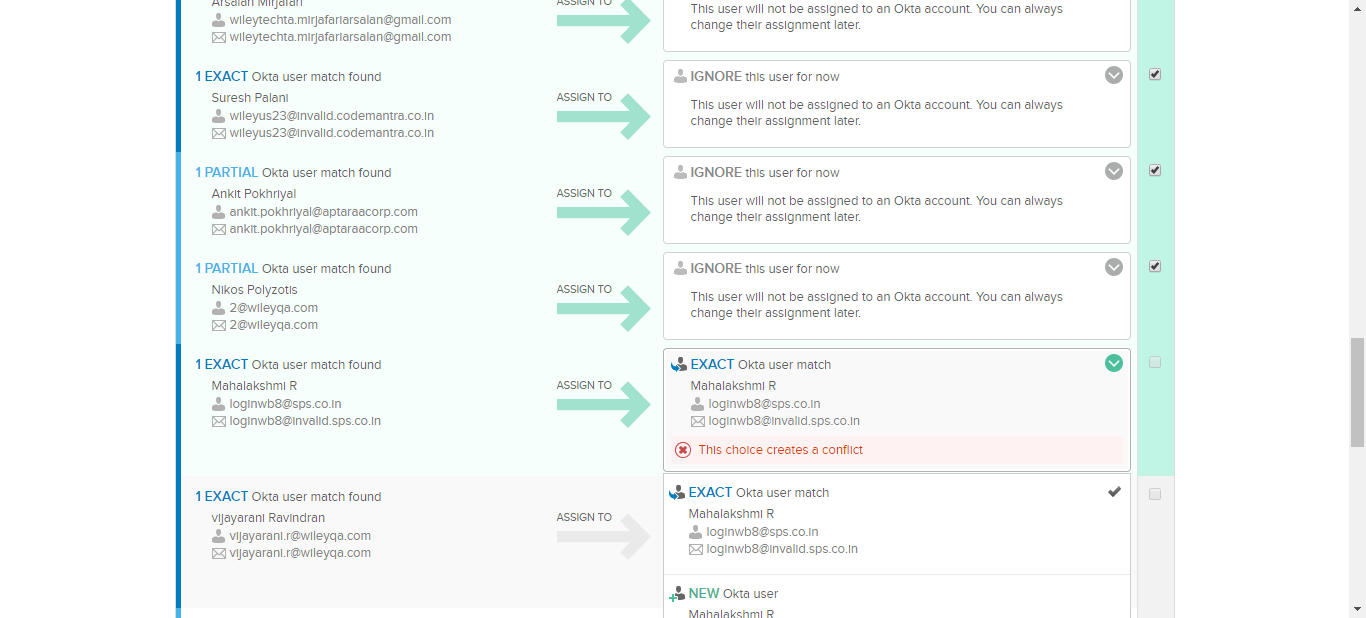 Arsalan Mirjafari
wileytechta.mirjafariarsalan@gmail.com
wileytechta.mirjafariarsalan@gmail.com
ASSIGN TO
This user will not be assigned to an Okta account. You can always
change their assignment later.
1 EXACT Okta user match found
Suresh Palani
wileyus23@invalid.codemantra.co.in
wileyus23@invalid.codemantra.co.in
ASSIGN TO
IGNORE this user for now
This user will not be assigned to an Okta account. You can always
change their assignment later.
1 PARTIAL Okta user match found
Ankit Pokhriyal
ankit.pokhriyal@aptaraacorp.com
ankit.pokhriyal@aptaraacorp.com
ASSIGN TO
IGNORE this user for now
This user will not be assigned to an Okta account. You can always
change their assignment later.
1 PARTIAL Okta user match found
Nikos Polyzotis
2@wileyqa.com
2@wileyqa.com
ASSIGN TO
IGNORE this user for now
This user will not be assigned to an Okta account. You can always
change their assignment later.
1 EXACT Okta user match found
Mahalakshmi R
loginwb8@sps.co.in
loginwb8@invalid.sps.co.in
ASSIGN TO
EXACT Okta user match
Mahalakshmi R
loginwb8@sps.co.in
loginwb8@invalid.sps.co.in
This choice creates a conflict
1 EXACT Okta user match found
vijayarani Ravindran
vijayarani.r@wileyqa.com
vijayarani.r@wileyqa.com
ASSIGN TO
EXACT Okta user match
Mahalakshmi R
loginwb8@sps.co.in
loginwb8@invalid.sps.co.in
NEW Okta user
Mahalakshmi R